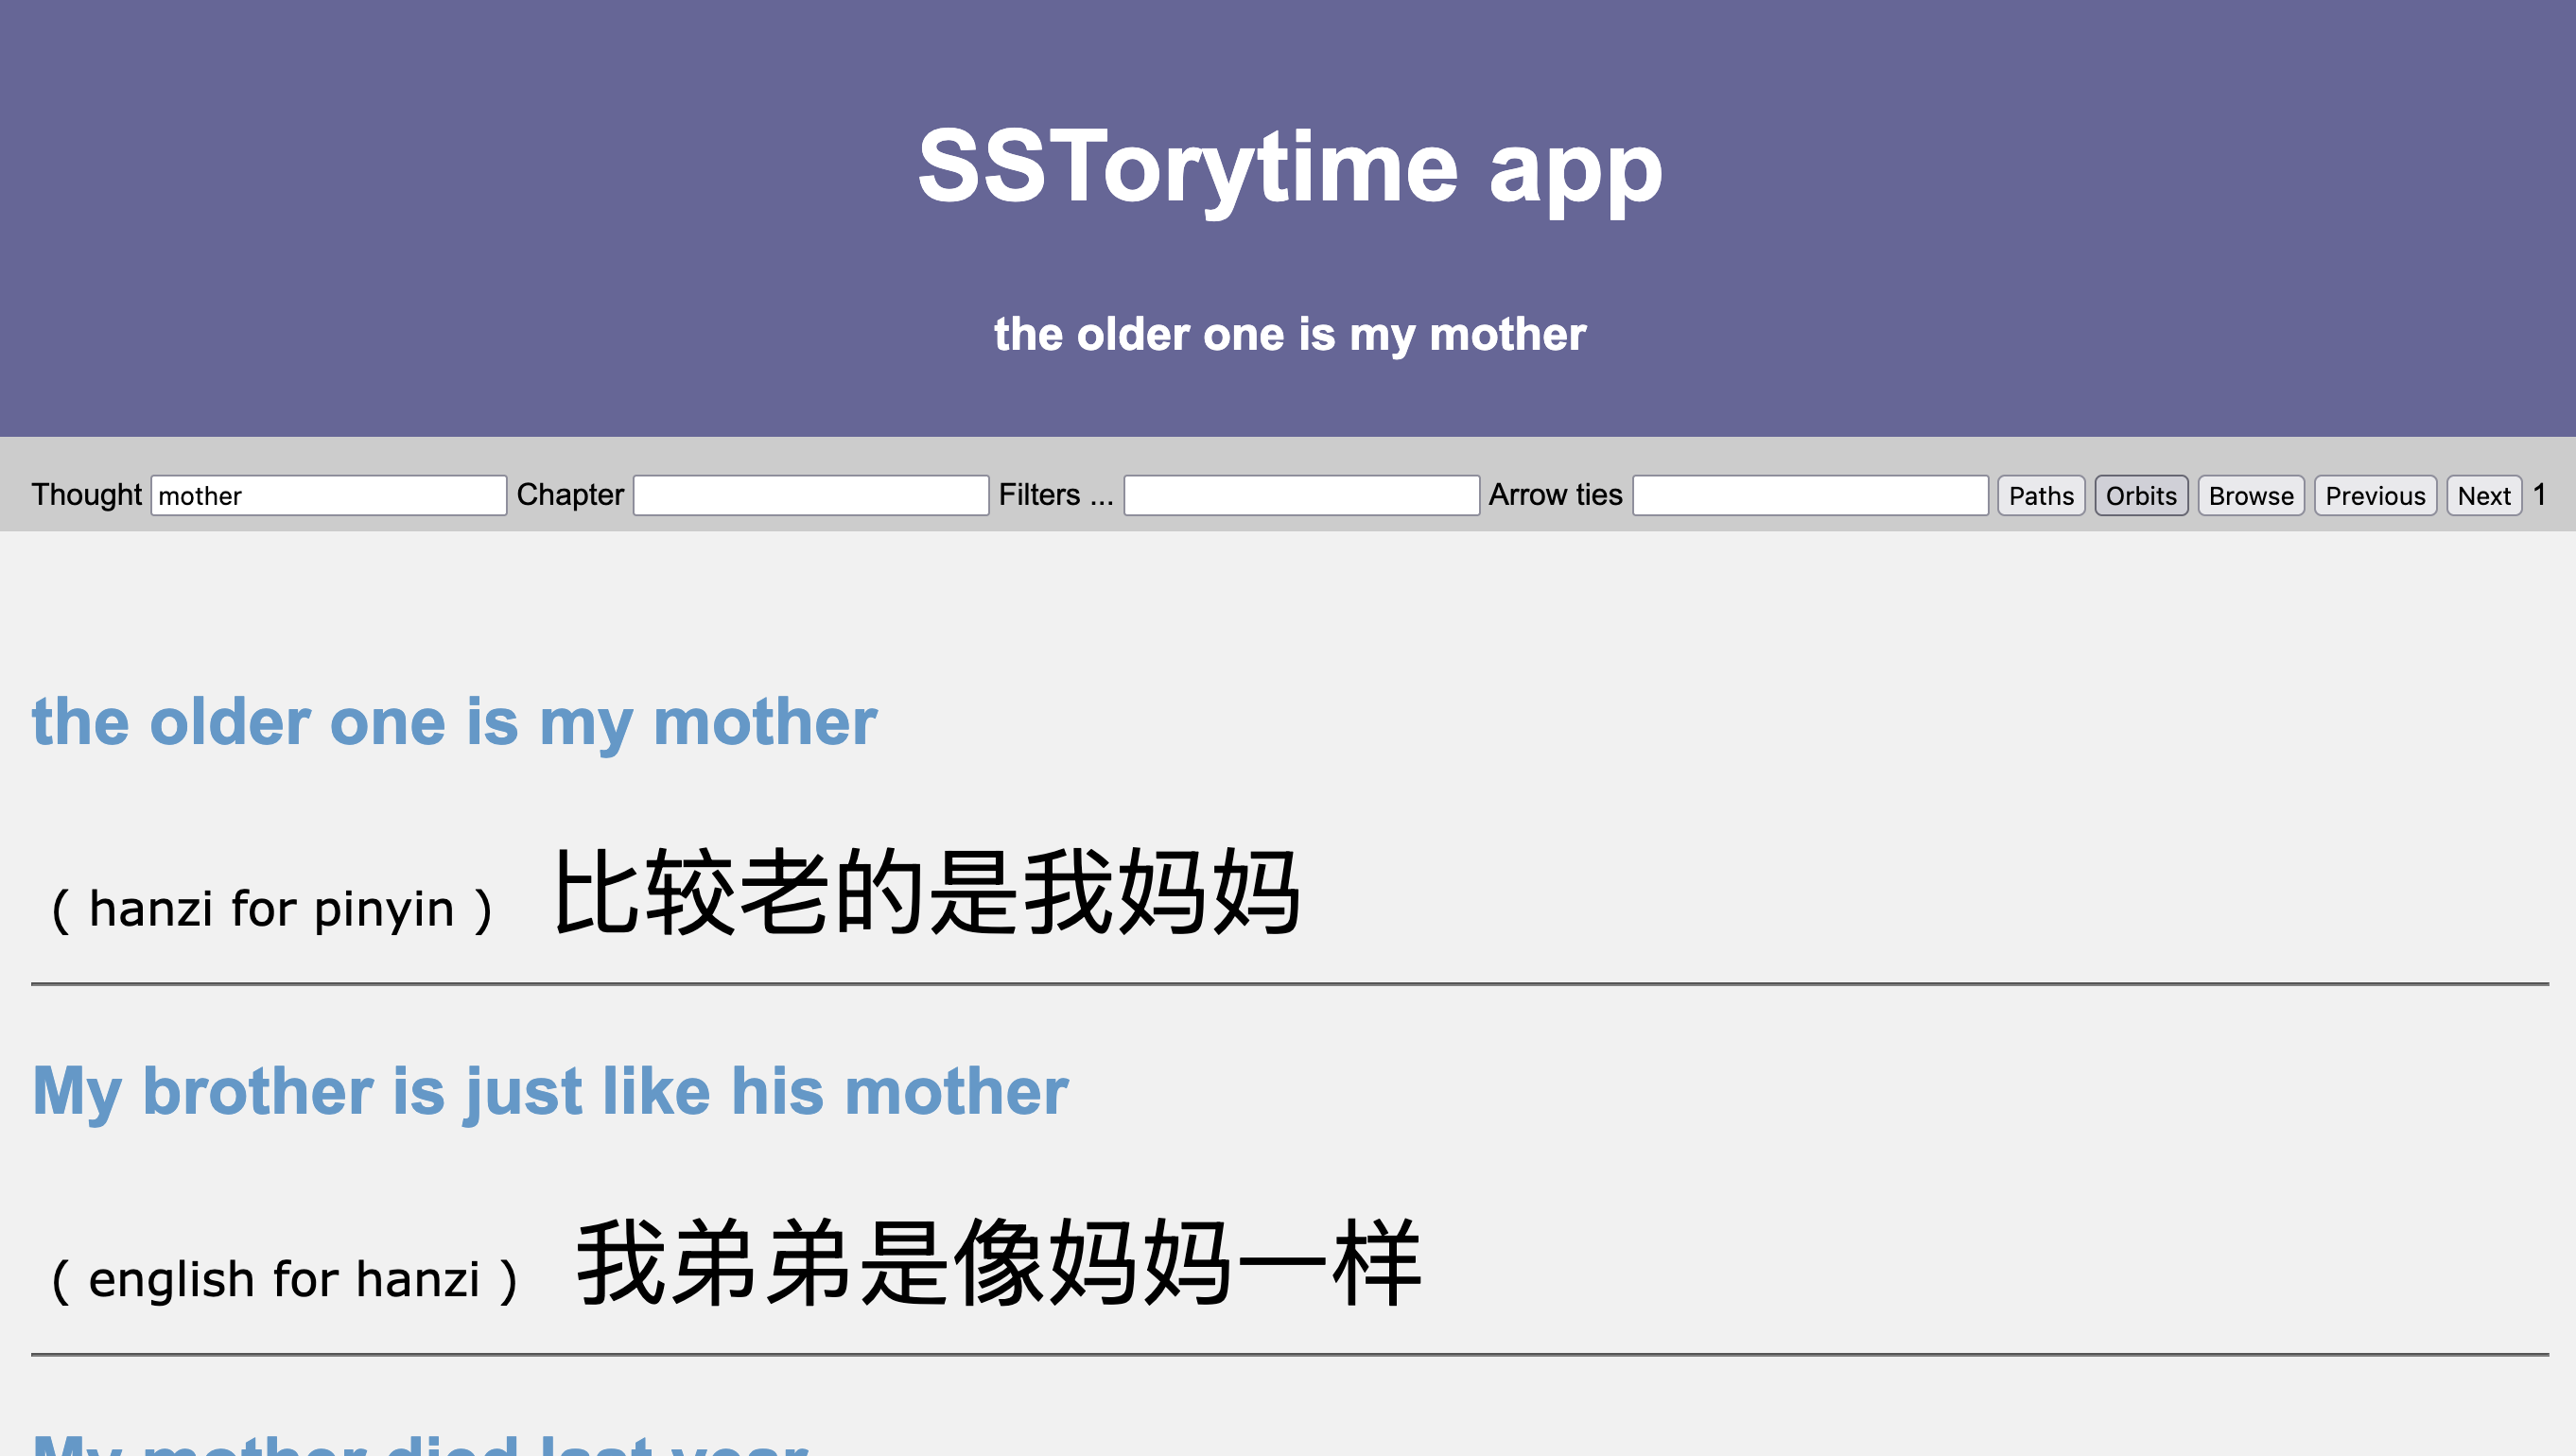 SSTorytime app
the older one is my mother
Thought mother Chapter Filters ... Arrow ties Paths Orbits Browse Previous Next 1
the older one is my mother
( hanzi for pinyin ) 比较老的是我妈妈
My brother is just like his mother
( english for hanzi ) 我弟弟是像妈妈一样
My mother died last year